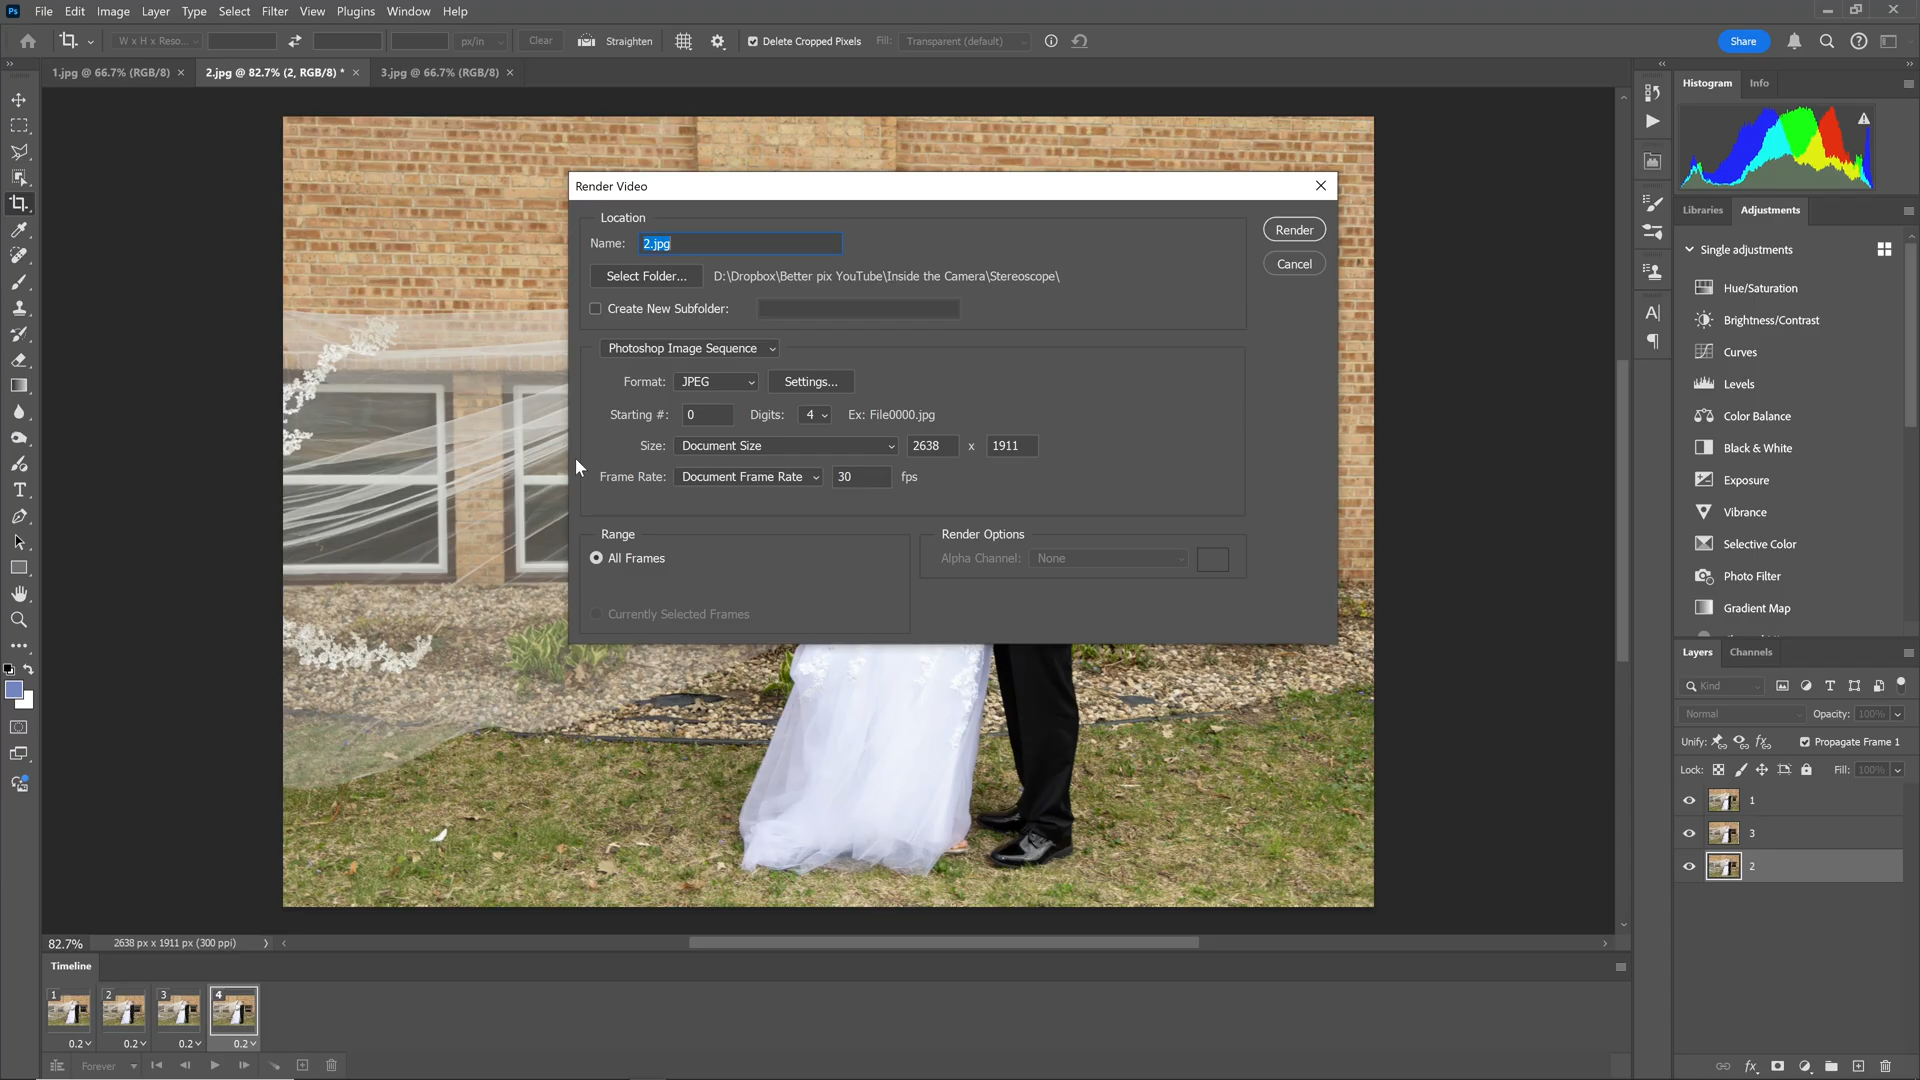 Ps File Edit Image Layer Type Select Filter View Plugins Window Help
W x H x Reso... px/in Clear Straighten Delete Cropped Pixels Fill: Transparent (default) Share
1.jpg @ 66.7% (RGB/8) × 2.jpg @ 82.7% (2, RGB/8) * × 3.jpg @ 66.7% (RGB/8) ×
Histogram Info
Render Video
Location
Name: 2.jpg
Render
Select Folder... D:\Dropbox\Better pix YouTube\Inside the Camera\Stereoscope\
Cancel
Create New Subfolder:
Photoshop Image Sequence
Format: JPEG Settings...
Starting #: 0 Digits: 4 Ex: File0000.jpg
Size: Document Size 2638 x 1911
Frame Rate: Document Frame Rate 30 fps
Range
All Frames
Currently Selected Frames
Render Options
Alpha Channel: None
Libraries Adjustments
Single adjustments
Hue/Saturation
Brightness/Contrast
Curves
Levels
Color Balance
Black & White
Exposure
Vibrance
Selective Color
Photo Filter
Gradient Map
Layers Channels
Kind
Normal Opacity: 100%
Unify: Propagate Frame 1
Lock: Fill: 100%
1
3
2
82.7% 2638 px x 1911 px (300 ppi)
Timeline
1 2 3 4
0.2 0.2 0.2 0.2
Forever